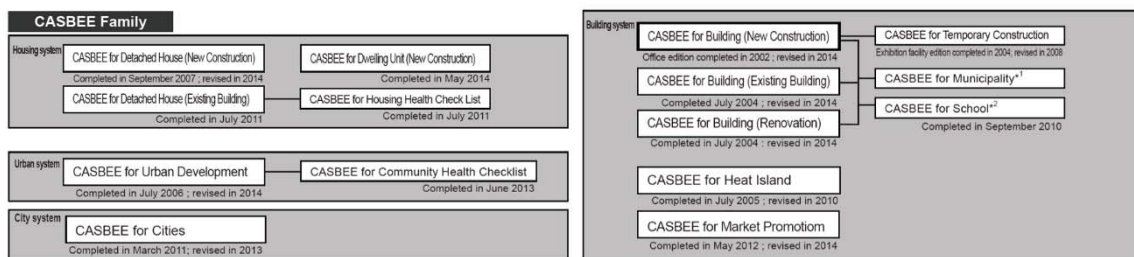 CASBEE Family
Housing system
CASBEE for Detached House (New Construction)
Completed in September 2007 ; revised in 2014
CASBEE for Dwelling Unit (New Construction)
Completed in May 2014
CASBEE for Detached House (Existing Building)
Completed in July 2011
CASBEE for Housing Health Check List
Completed in July 2011
Urban system
CASBEE for Urban Development
Completed in July 2006 ; revised in 2014
CASBEE for Community Health Checklist
Completed in June 2013
City system
CASBEE for Cities
Completed in March 2011; revised in 2013
Building system
CASBEE for Building (New Construction)
Office edition completed in 2002 ; revised in 2014
CASBEE for Temporary Construction
Exhibition facility edition completed in 2004; revised in 2008
CASBEE for Building (Existing Building)
Completed July 2004 ; revised in 2014
CASBEE for Municipality*1
CASBEE for Building (Renovation)
Completed in July 2004 : revised in 2014
CASBEE for School*2
Completed in September 2010
CASBEE for Heat Island
Completed in July 2005 ; revised in 2010
CASBEE for Market Promotiom
Completed in May 2012 ; revised in 2014